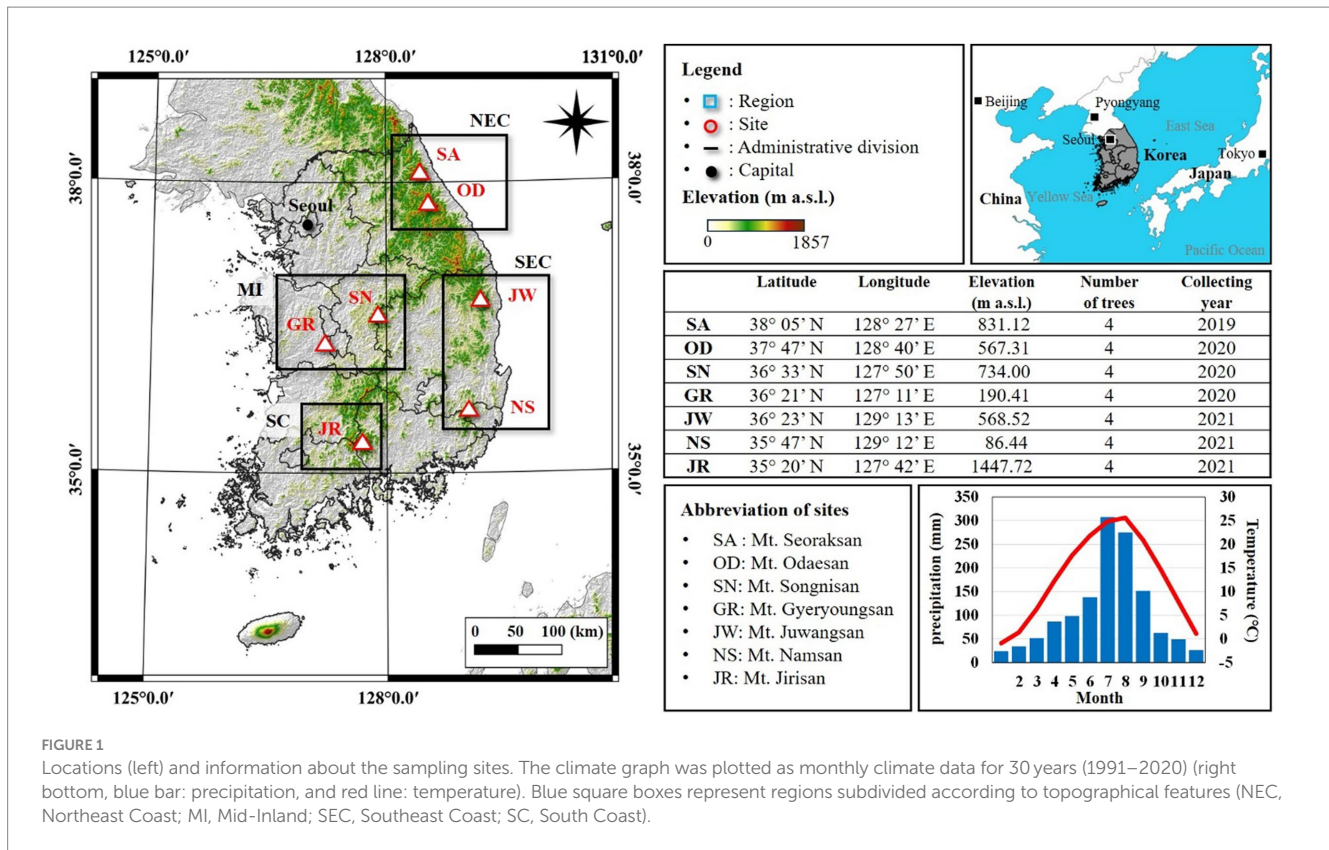 125°0.0′ 128°0.0′ 131°0.0′
NEC
SA
OD
38°0.0′ 38°0.0′
Seoul
SEC
MI
SN
JW
GR
SC
JR
NS
35°0.0′ 35°0.0′
0 50 100 (km)
125°0.0′ 128°0.0′
Legend
• : Region
• : Site
• : Administrative division
• : Capital
Elevation (m a.s.l.)
0 1857
Beijing
Pyongyang
East Sea
Seoul
Korea
Tokyo
Japan
China
Yellow Sea
Pacific Ocean
Latitude Longitude Elevation Number Collecting
(m a.s.l.) of trees year
SA 38° 05’ N 128° 27’ E 831.12 4 2019
OD 37° 47’ N 128° 40’ E 567.31 4 2020
SN 36° 33’ N 127° 50’ E 734.00 4 2020
GR 36° 21’ N 127° 11’ E 190.41 4 2020
JW 36° 23’ N 129° 13’ E 568.52 4 2021
NS 35° 47’ N 129° 12’ E 86.44 4 2021
JR 35° 20’ N 127° 42’ E 1447.72 4 2021
Abbreviation of sites
• SA : Mt. Seoraksan
• OD: Mt. Odaesan
• SN: Mt. Songnisan
• GR: Mt. Gyeryoungsan
• JW: Mt. Juwangsan
• NS: Mt. Namsan
• JR: Mt. Jirisan
precipitation (mm)
350
300
250
200
150
100
50
0
30
25
20
15
10
5
0
-5
Temperature (℃)
2 3 4 5 6 7 8 9 10 11 12
Month
FIGURE 1
Locations (left) and information about the sampling sites. The climate graph was plotted as monthly climate data for 30 years (1991–2020) (right
bottom, blue bar: precipitation, and red line: temperature). Blue square boxes represent regions subdivided according to topographical features (NEC,
Northeast Coast; MI, Mid-Inland; SEC, Southeast Coast; SC, South Coast).